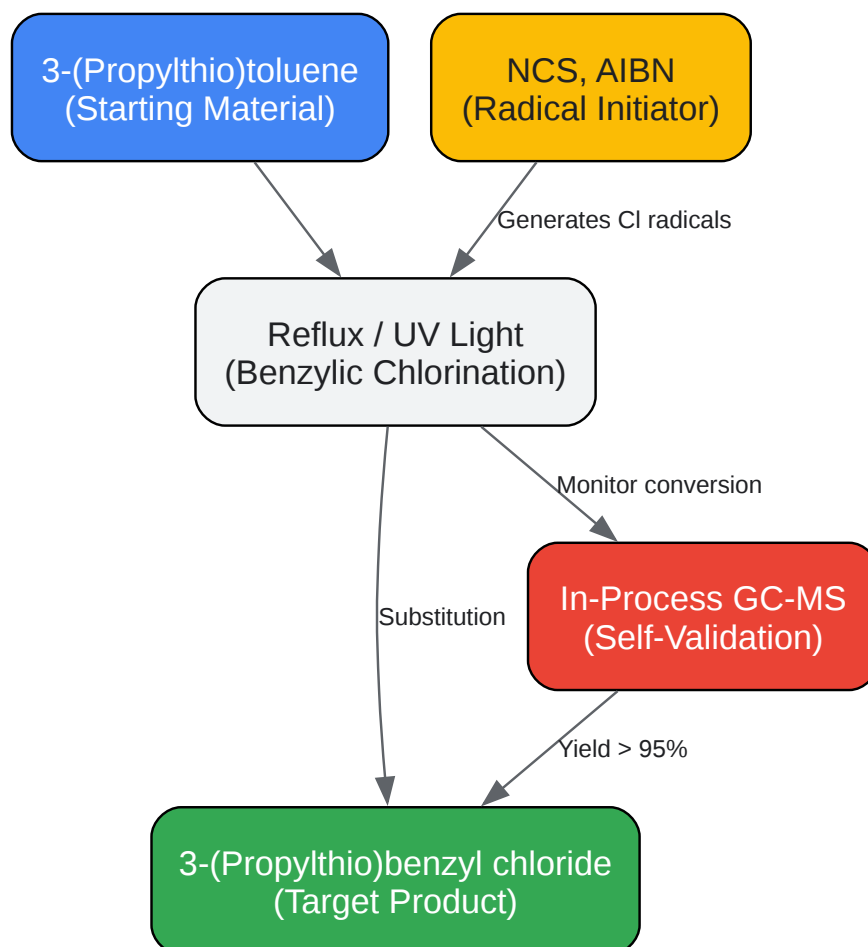 3-(Propylthio)toluene
(Starting Material)
NCS, AIBN
(Radical Initiator)
Generates Cl radicals
Reflux / UV Light
(Benzylic Chlorination)
Monitor conversion
In-Process GC-MS
(Self-Validation)
Substitution
Yield > 95%
3-(Propylthio)benzyl chloride
(Target Product)